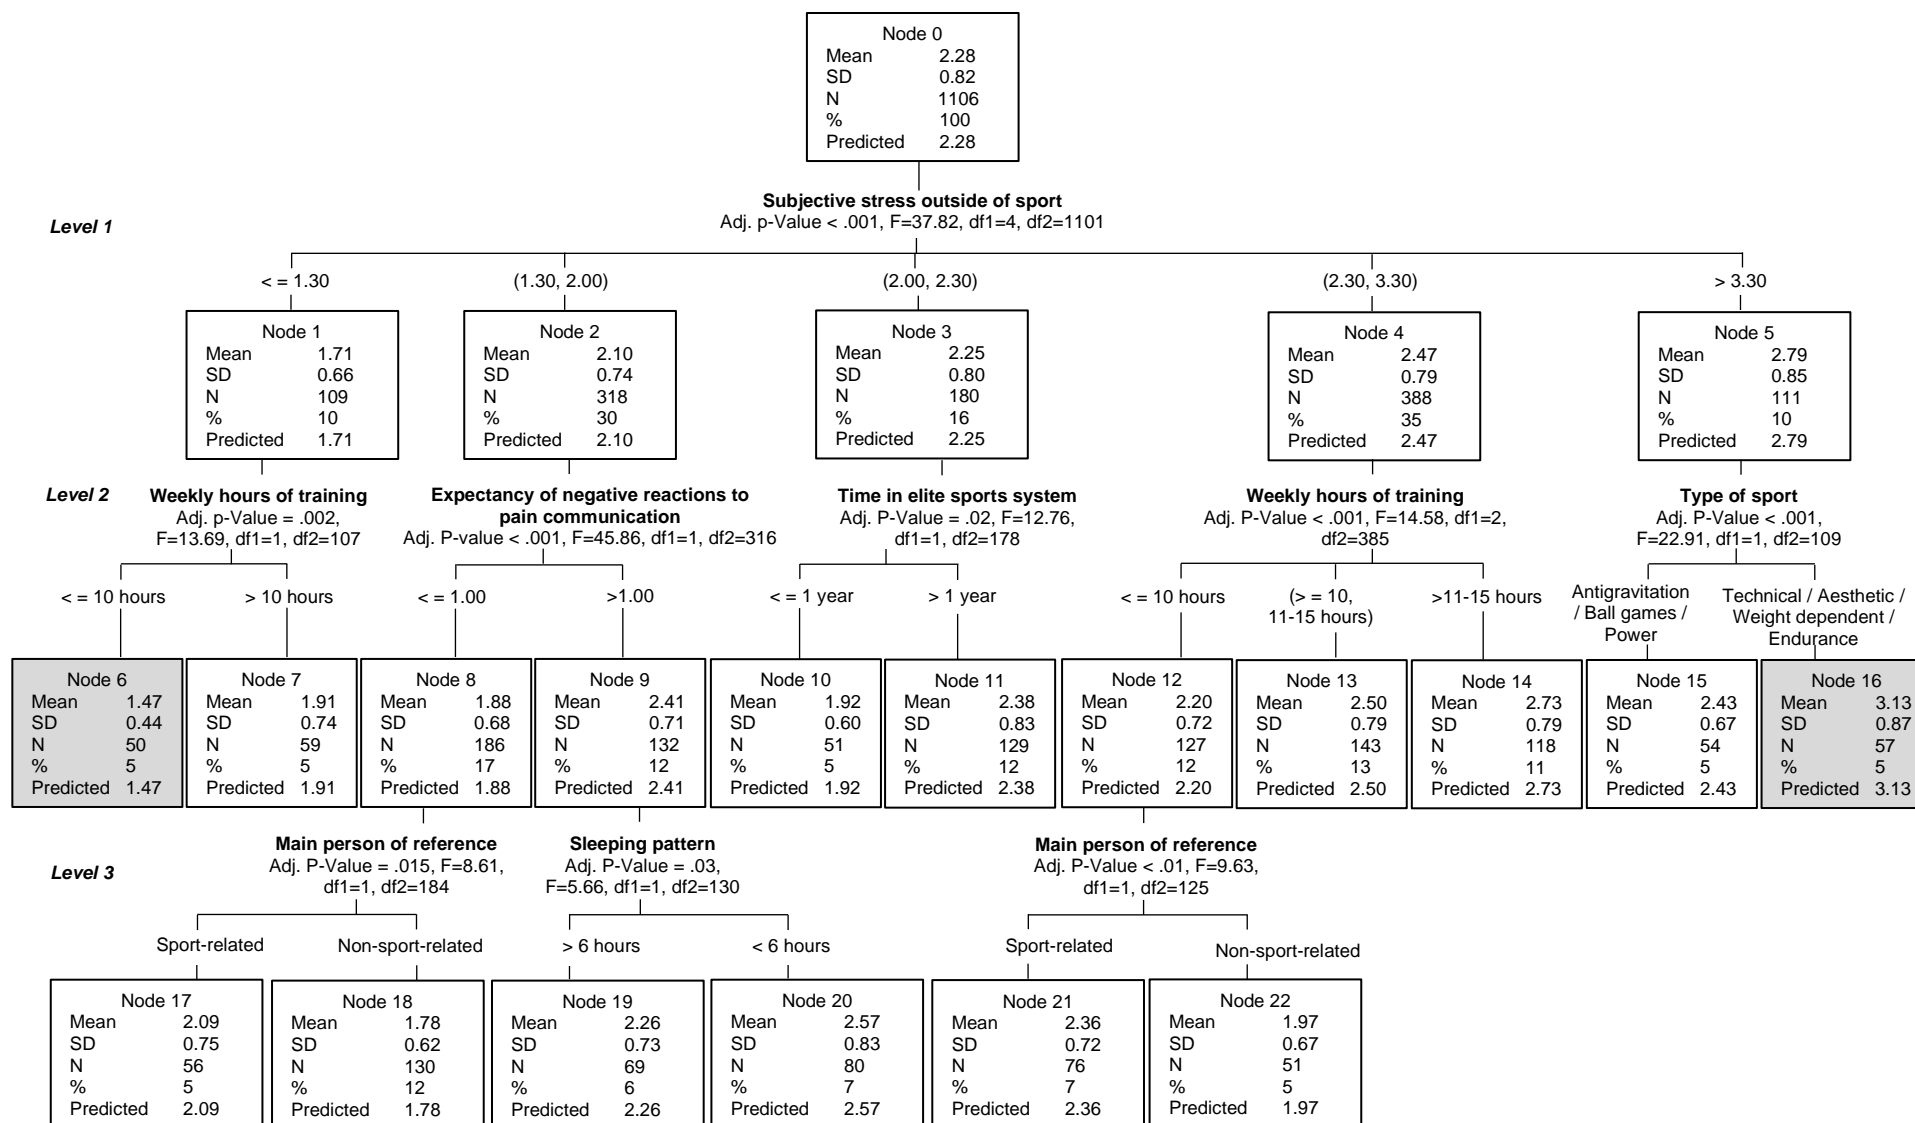 Node 0
Mean 2.28
SD 0.82
N 1106
% 100
Predicted 2.28
Subjective stress outside of sport
Adj. p-Value < .001, F=37.82, df1=4, df2=1101
Level 1
< = 1.30
(1.30, 2.00)
(2.00, 2.30)
(2.30, 3.30)
> 3.30
Node 1
Mean 1.71
SD 0.66
N 109
% 10
Predicted 1.71
Node 2
Mean 2.10
SD 0.74
N 318
% 30
Predicted 2.10
Node 3
Mean 2.25
SD 0.80
N 180
% 16
Predicted 2.25
Node 4
Mean 2.47
SD 0.79
N 388
% 35
Predicted 2.47
Node 5
Mean 2.79
SD 0.85
N 111
% 10
Predicted 2.79
Level 2
Weekly hours of training
Adj. p-Value = .002,
F=13.69, df1=1, df2=107
Expectancy of negative reactions to
pain communication
Adj. P-value < .001, F=45.86, df1=1, df2=316
Time in elite sports system
Adj. P-Value = .02, F=12.76,
df1=1, df2=178
Weekly hours of training
Adj. P-Value < .001, F=14.58, df1=2,
df2=385
Type of sport
Adj. P-Value < .001,
F=22.91, df1=1, df2=109
< = 10 hours
> 10 hours
< = 1.00
>1.00
< = 1 year
> 1 year
< = 10 hours
(> = 10,
11-15 hours)
>11-15 hours
Antigravitation
/ Ball games /
Power
Technical / Aesthetic /
Weight dependent /
Endurance
Node 6
Mean 1.47
SD 0.44
N 50
% 5
Predicted 1.47
Node 7
Mean 1.91
SD 0.74
N 59
% 5
Predicted 1.91
Node 8
Mean 1.88
SD 0.68
N 186
% 17
Predicted 1.88
Node 9
Mean 2.41
SD 0.71
N 132
% 12
Predicted 2.41
Node 10
Mean 1.92
SD 0.60
N 51
% 5
Predicted 1.92
Node 11
Mean 2.38
SD 0.83
N 129
% 12
Predicted 2.38
Node 12
Mean 2.20
SD 0.72
N 127
% 12
Predicted 2.20
Node 13
Mean 2.50
SD 0.79
N 143
% 13
Predicted 2.50
Node 14
Mean 2.73
SD 0.79
N 118
% 11
Predicted 2.73
Node 15
Mean 2.43
SD 0.67
N 54
% 5
Predicted 2.43
Node 16
Mean 3.13
SD 0.87
N 57
% 5
Predicted 3.13
Level 3
Main person of reference
Adj. P-Value = .015, F=8.61,
df1=1, df2=184
Sleeping pattern
Adj. P-Value = .03,
F=5.66, df1=1, df2=130
Main person of reference
Adj. P-Value < .01, F=9.63,
df1=1, df2=125
Sport-related
Non-sport-related
> 6 hours
< 6 hours
Sport-related
Non-sport-related
Node 17
Mean 2.09
SD 0.75
N 56
% 5
Predicted 2.09
Node 18
Mean 1.78
SD 0.62
N 130
% 12
Predicted 1.78
Node 19
Mean 2.26
SD 0.73
N 69
% 6
Predicted 2.26
Node 20
Mean 2.57
SD 0.83
N 80
% 7
Predicted 2.57
Node 21
Mean 2.36
SD 0.72
N 76
% 7
Predicted 2.36
Node 22
Mean 1.97
SD 0.67
N 51
% 5
Predicted 1.97